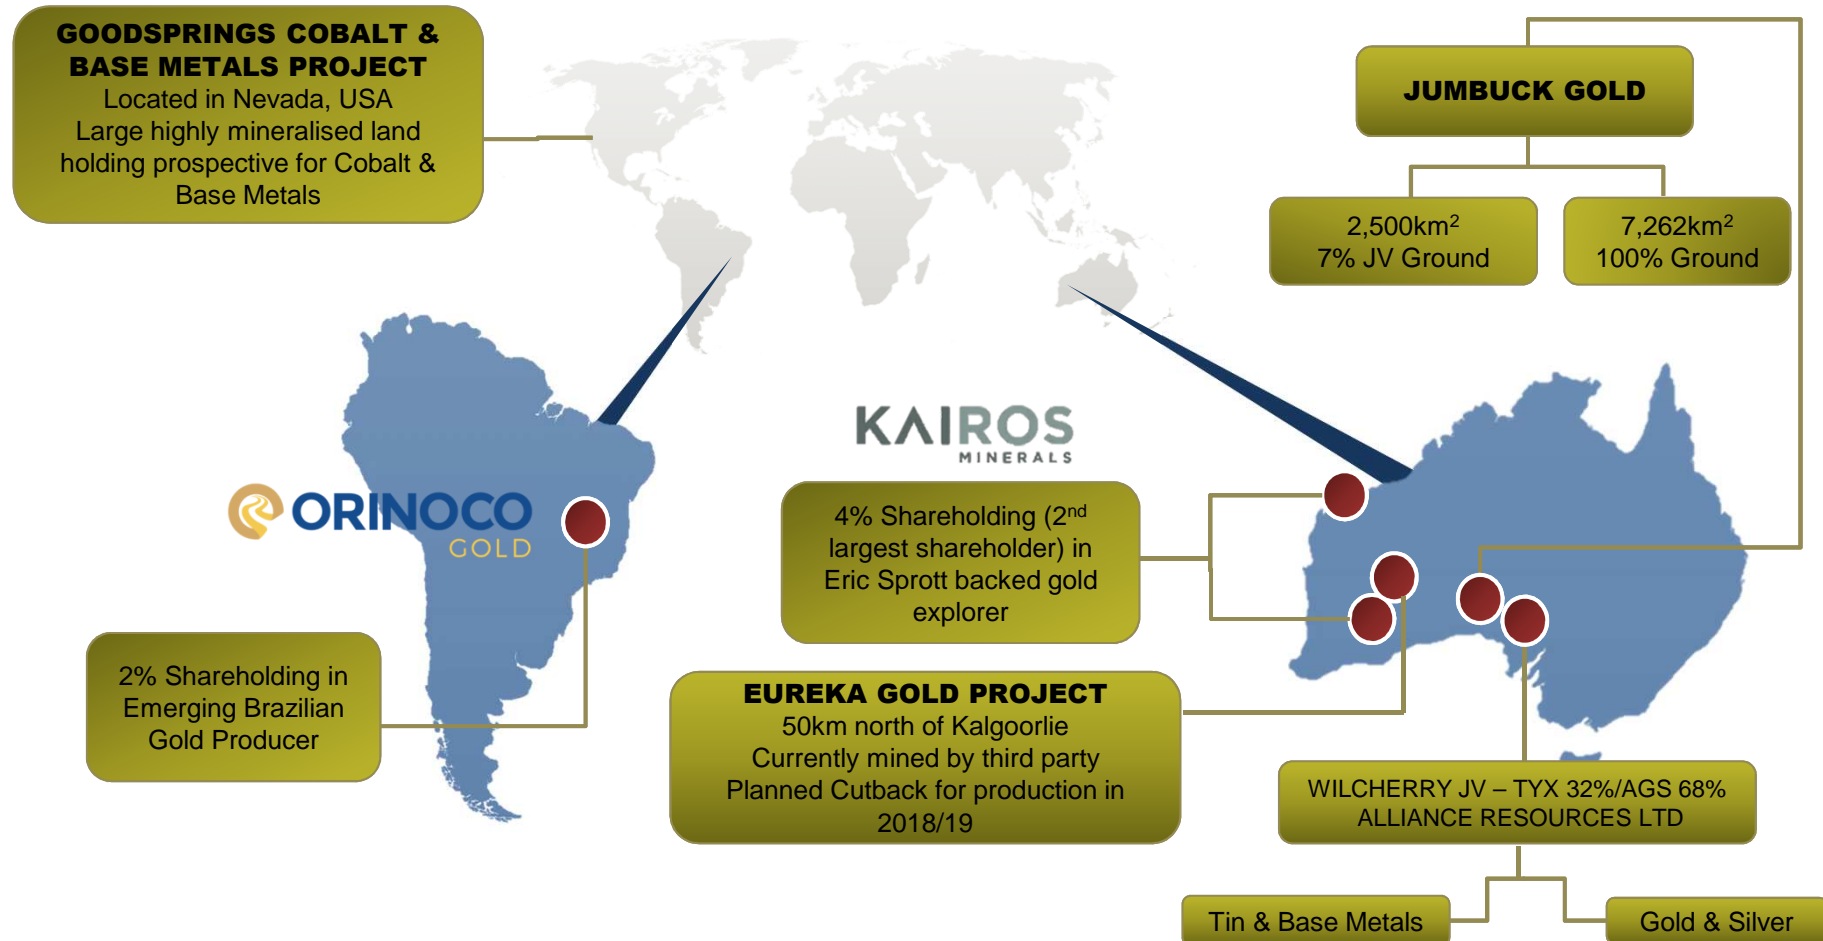 GOODSPRINGS COBALT &
BASE METALS PROJECT
Located in Nevada, USA
Large highly mineralised land
holding prospective for Cobalt &
Base Metals
JUMBUCK GOLD
2,500km²
7% JV Ground
7,262km²
100% Ground
KAIROS
MINERALS
ORINOCO
GOLD
4% Shareholding (2nd
largest shareholder) in
Eric Sprott backed gold
explorer
2% Shareholding in
Emerging Brazilian
Gold Producer
EUREKA GOLD PROJECT
50km north of Kalgoorlie
Currently mined by third party
Planned Cutback for production in
2018/19
WILCHERRY JV – TYX 32%/AGS 68%
ALLIANCE RESOURCES LTD
Tin & Base Metals
Gold & Silver